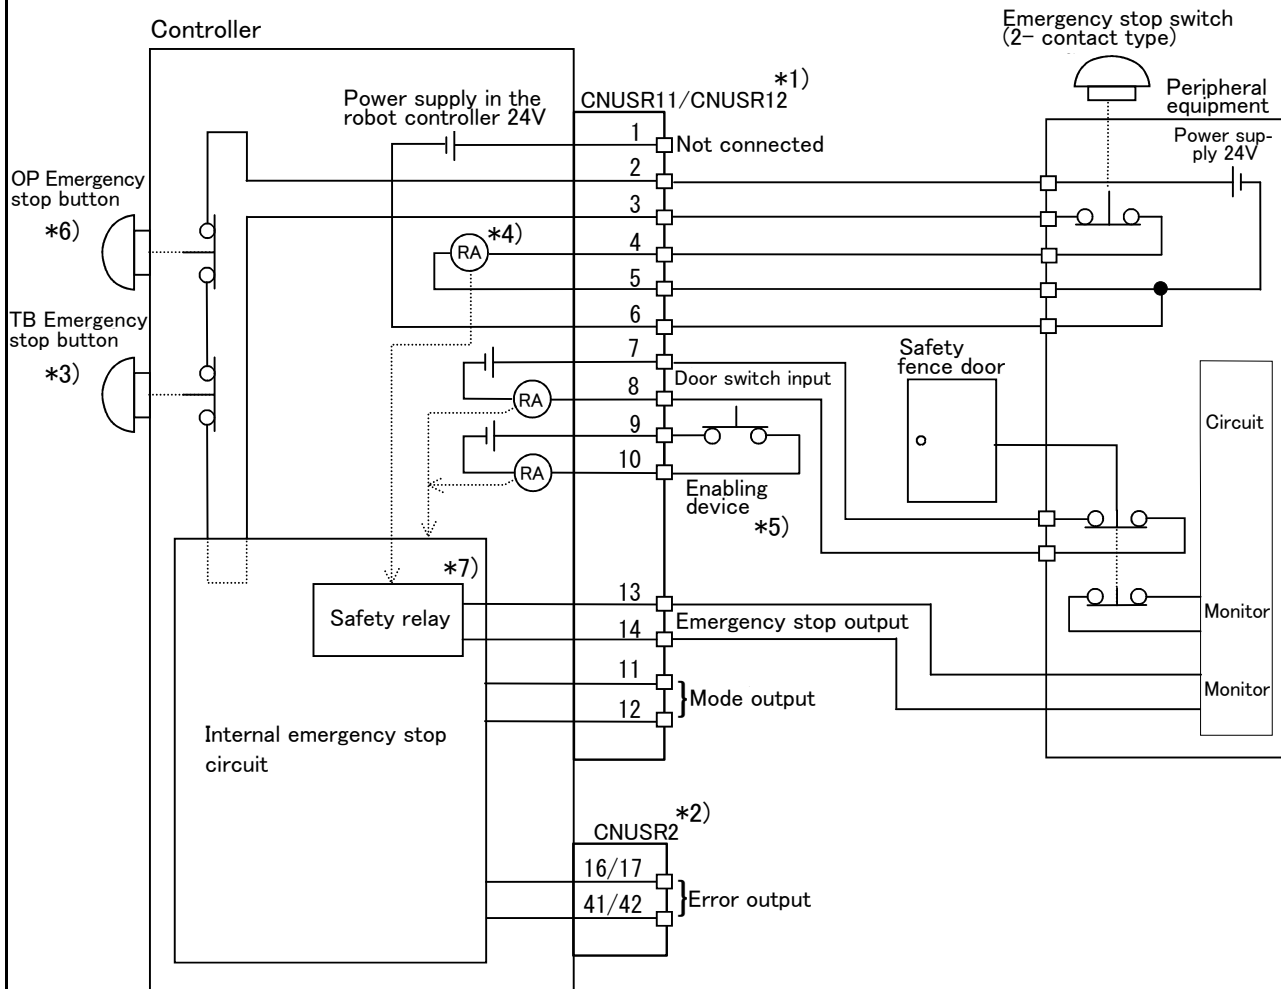 Emergency stop switch
(2- contact type)
Controller
*1)
Peripheral
equipment
Power supply in the
robot controller 24V
CNUSR11/CNUSR12
1
Not connected
Power sup-
ply 24V
2
OP Emergency
stop button
*6)
3
*4)
RA
4
5
6
TB Emergency
stop button
*3)
7
Door switch input
Safety
fence door
8
RA
9
Circuit
10
RA
Enabling
device
*5)
*7)
Safety relay
13
Emergency stop output
14
Monitor
11
Mode output
12
Monitor
Internal emergency stop
circuit
*2)
CNUSR2
16/17
Error output
41/42